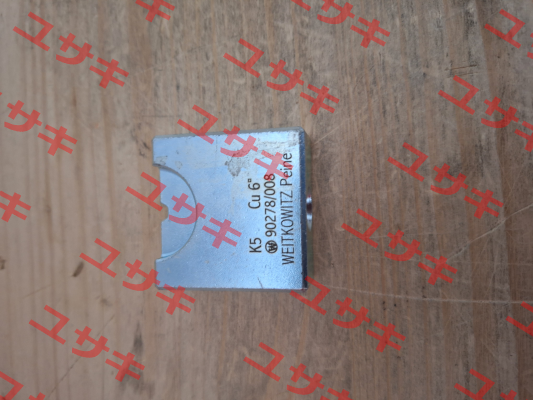 K5 Cu 6"
W 90278/008
WEITKOWITZ Peine
ユサキ